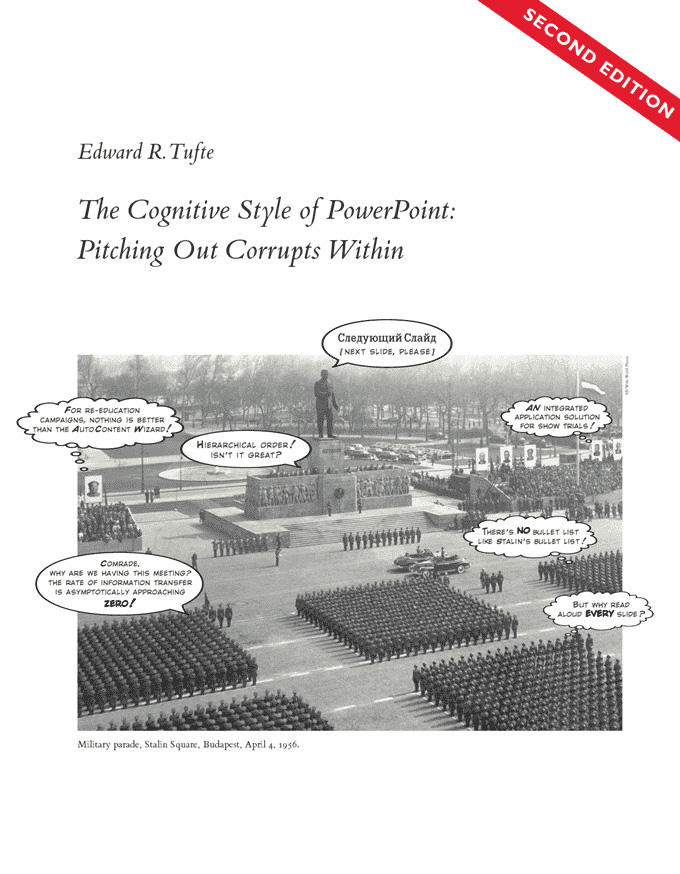 SECOND EDITION
Edward R. Tufte
The Cognitive Style of PowerPoint:
Pitching Out Corrupts Within
Следующий Слайд
[NEXT SLIDE, PLEASE]
FOR RE-EDUCATION
CAMPAIGNS, NOTHING IS BETTER
THAN THE AUTOCONTENT WIZARD!
AN INTEGRATED
APPLICATION SOLUTION
FOR SHOW TRIALS!
HIERARCHICAL ORDER!
ISN'T IT GREAT?
THERE'S NO BULLET LIST
LIKE STALIN'S BULLET LIST!
COMRADE,
WHY ARE WE HAVING THIS MEETING?
THE RATE OF INFORMATION TRANSFER
IS ASYMPTOTICALLY APPROACHING
ZERO!
BUT WHY READ
ALOUD EVERY SLIDE?
Military parade, Stalin Square, Budapest, April 4, 1956.